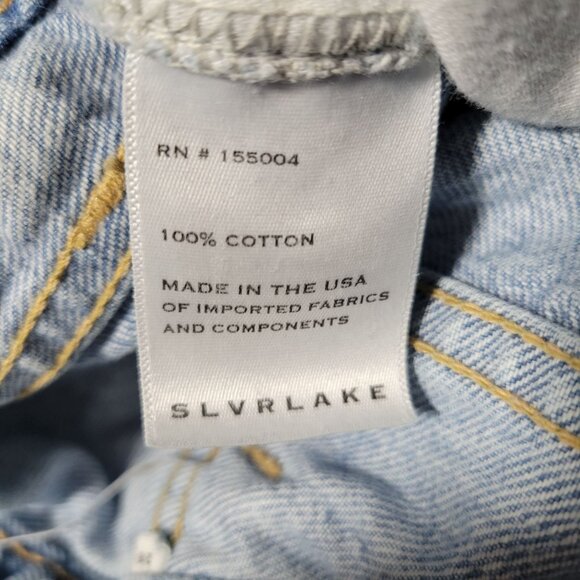 RN # 155004
100% COTTON
MADE IN THE USA
OF IMPORTED FABRICS
AND COMPONENTS
SLVRLAKE